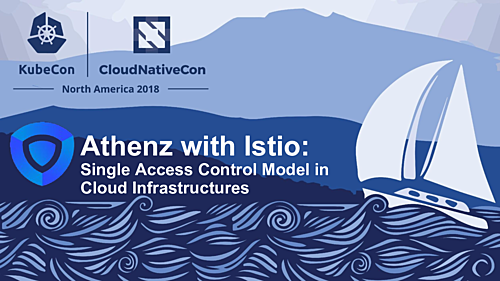 KubeCon
CloudNativeCon
North America 2018
Athenz with Istio:
Single Access Control Model in
Cloud Infrastructures